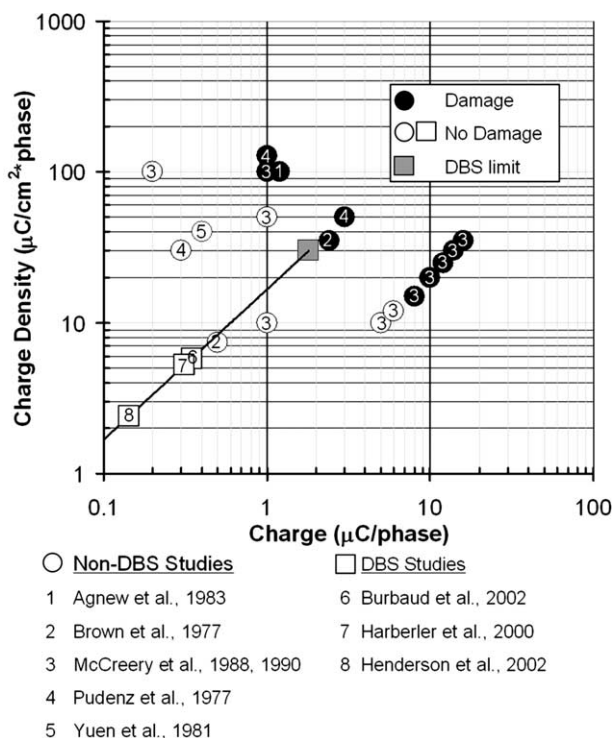 1000
100
10
1
0.1
1
10
100
Charge Density (μC/cm²*phase)
Charge (μC/phase)
Damage
No Damage
DBS limit
4
3
3
1
3
4
5
4
2
3
3
3
3
3
3
3
3
2
6
7
8
Non-DBS Studies
1 Agnew et al., 1983
2 Brown et al., 1977
3 McCreery et al., 1988, 1990
4 Pudenz et al., 1977
5 Yuen et al., 1981
DBS Studies
6 Burbaud et al., 2002
7 Harberler et al., 2000
8 Henderson et al., 2002